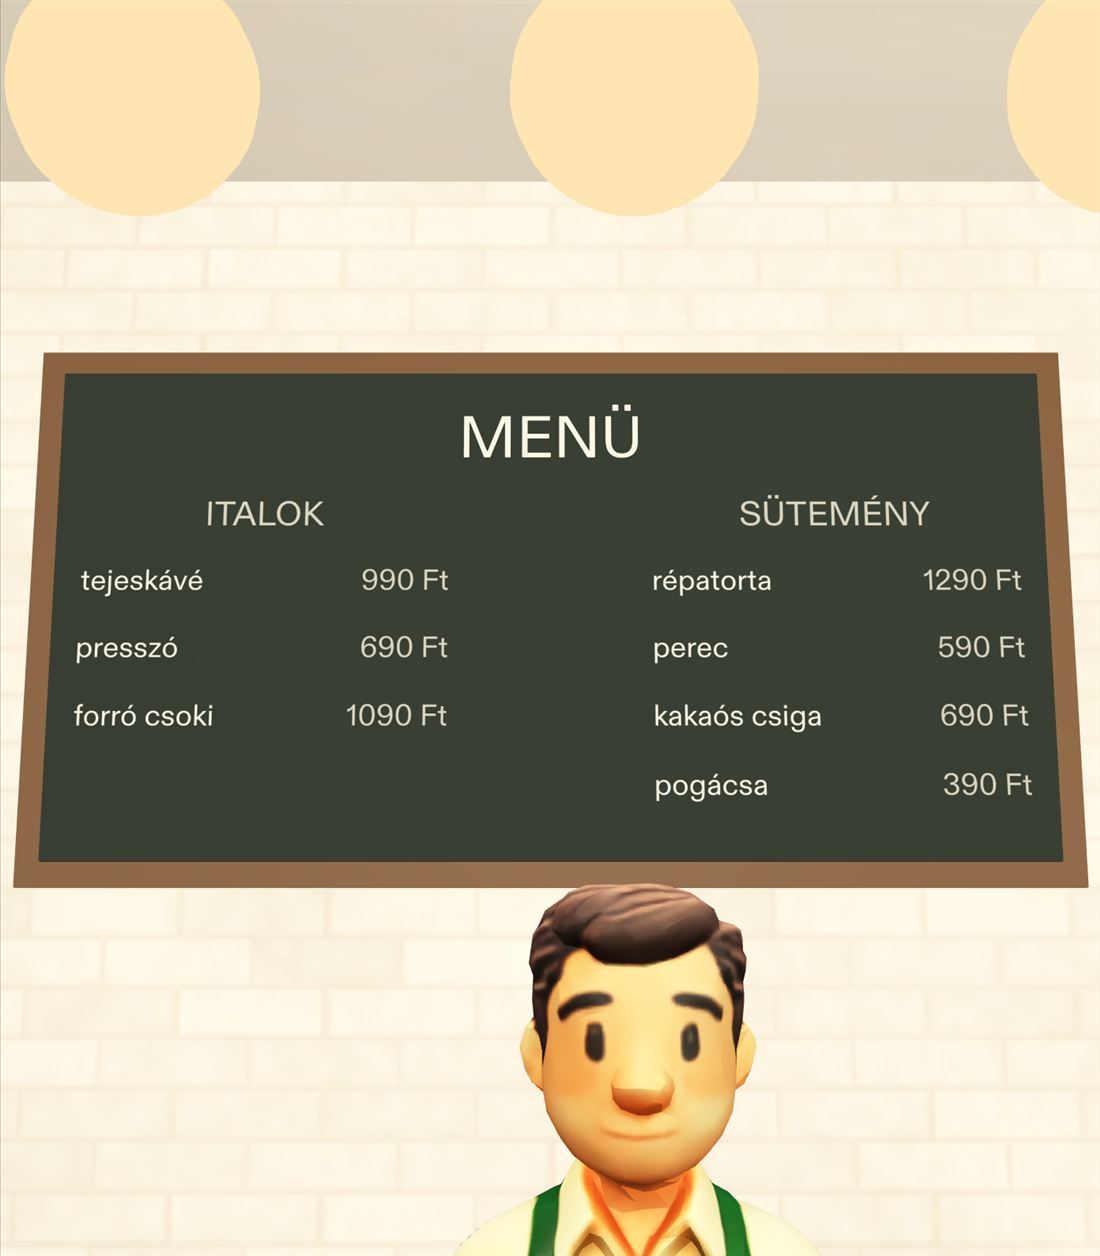 MENÜ
ITALOK
tejeskávé 990 Ft
presszó 690 Ft
forró csoki 1090 Ft
SÜTEMÉNY
répatorta 1290 Ft
perec 590 Ft
kakaós csiga 690 Ft
pogácsa 390 Ft